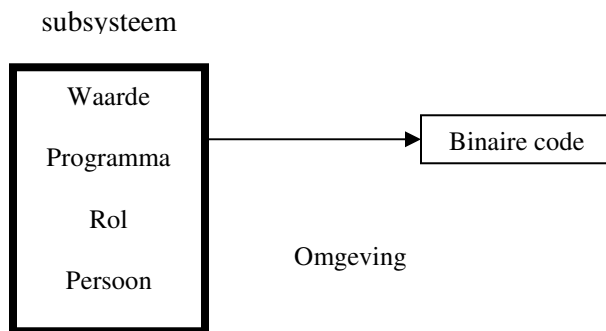 subsysteem
Waarde
Programma
Rol
Persoon
Binaire code
Omgeving